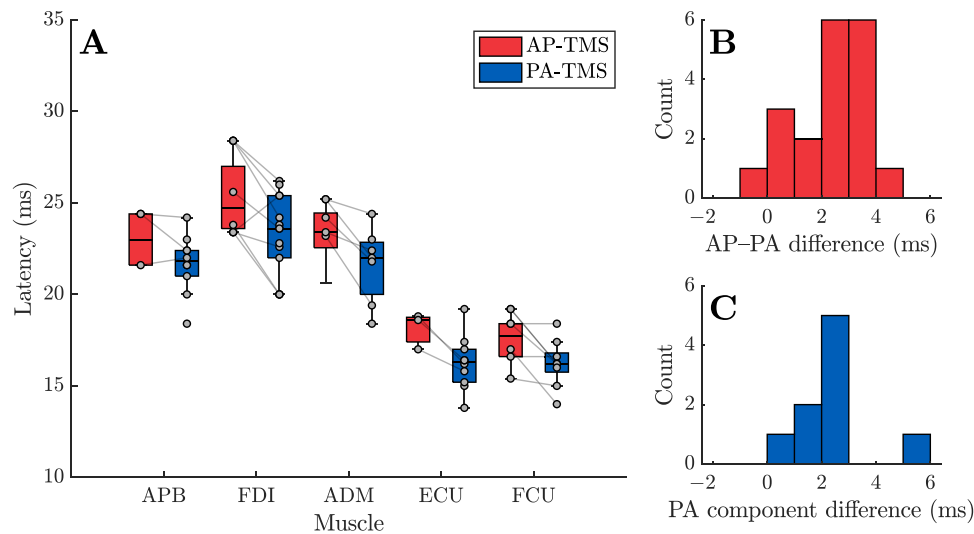 A
AP-TMS
PA-TMS
Latency (ms)
35
30
25
20
15
10
APB
FDI
ADM
ECU
FCU
Muscle
B
Count
6
4
2
0
−2
0
2
4
6
AP–PA difference (ms)
C
Count
6
4
2
0
−2
0
2
4
6
PA component difference (ms)